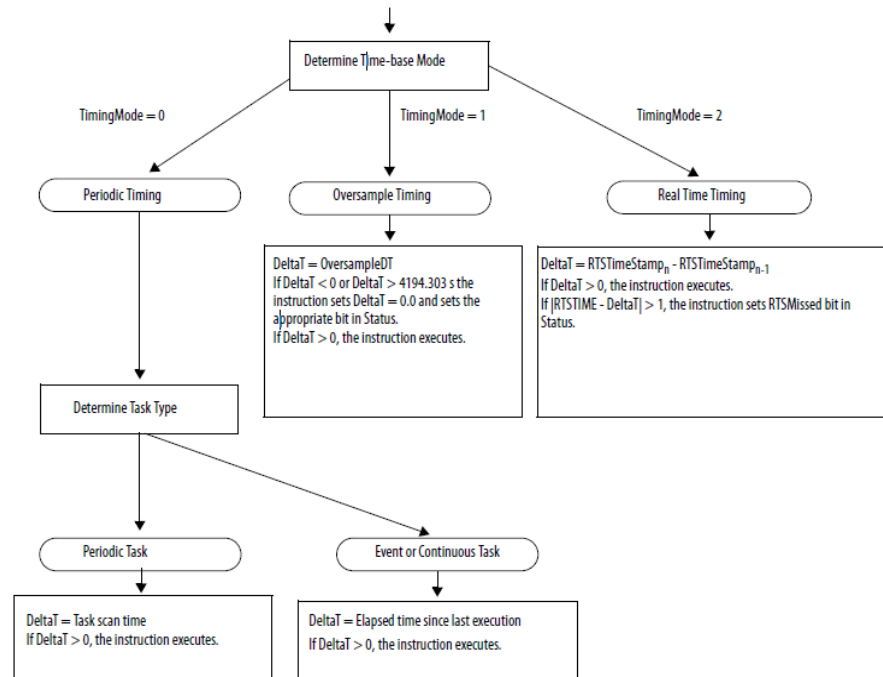 Determine Time-base Mode
TimingMode = 0
TimingMode = 1
TimingMode = 2
Periodic Timing
Oversample Timing
Real Time Timing
DeltaT = OversampleDT
If DeltaT < 0 or DeltaT > 4194.303 s the
instruction sets DeltaT = 0.0 and sets the
appropriate bit in Status.
If DeltaT > 0, the instruction executes.
DeltaT = RTSTimeStampn - RTSTimeStampn-1
If DeltaT > 0, the instruction executes.
If |RTSTIME - DeltaT| > 1, the instruction sets RTSMissed bit in
Status.
Determine Task Type
Periodic Task
Event or Continuous Task
DeltaT = Task scan time
If DeltaT > 0, the instruction executes.
DeltaT = Elapsed time since last execution
If DeltaT > 0, the instruction executes.